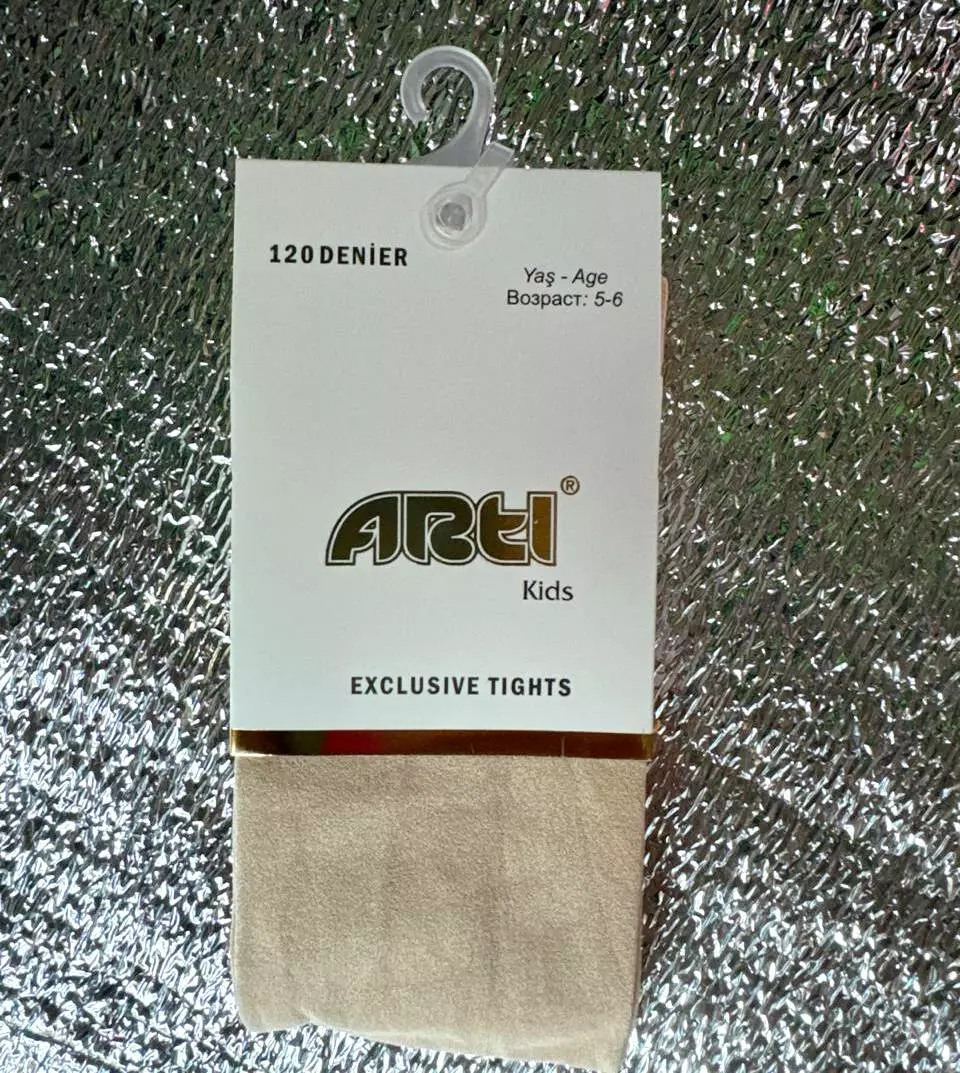 120 DENİER
Yaş - Age
Возраст: 5-6
ARTI ®
Kids
EXCLUSIVE TIGHTS